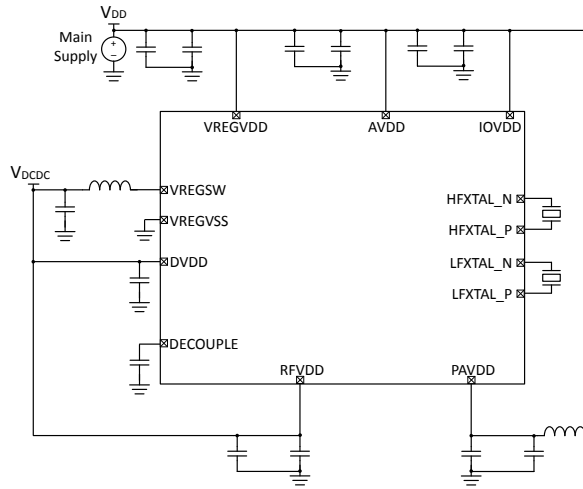 VDD
Main
Supply
+
−
VREGVDD
AVDD
IOVDD
VDCDC
VREGSW
VREGVSS
DVDD
DECOUPLE
HFXTAL_N
HFXTAL_P
LFXTAL_N
LFXTAL_P
RFVDD
PAVDD